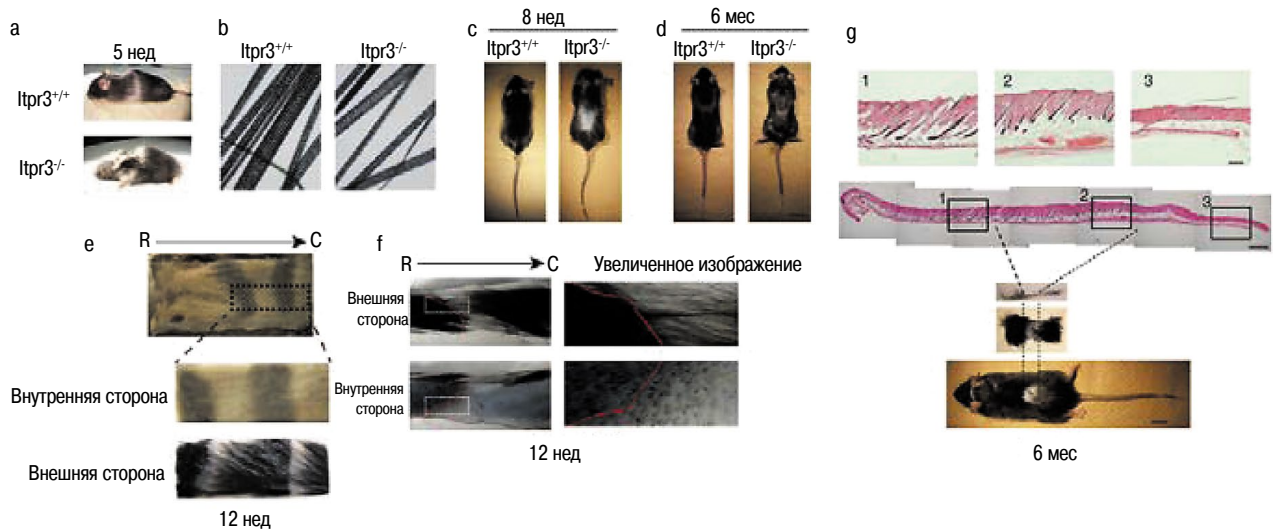 a
5 нед
Itpr3+/+
Itpr3-/-
b
Itpr3+/+ Itpr3-/-
c
8 нед
Itpr3+/+ Itpr3-/-
d
6 мес
Itpr3+/+ Itpr3-/-
e
R C
Внутренняя сторона
Внешняя сторона
12 нед
f
R C
Увеличенное изображение
Внешняя
сторона
Внутренняя
сторона
12 нед
g
1 2 3
1 2 3
6 мес